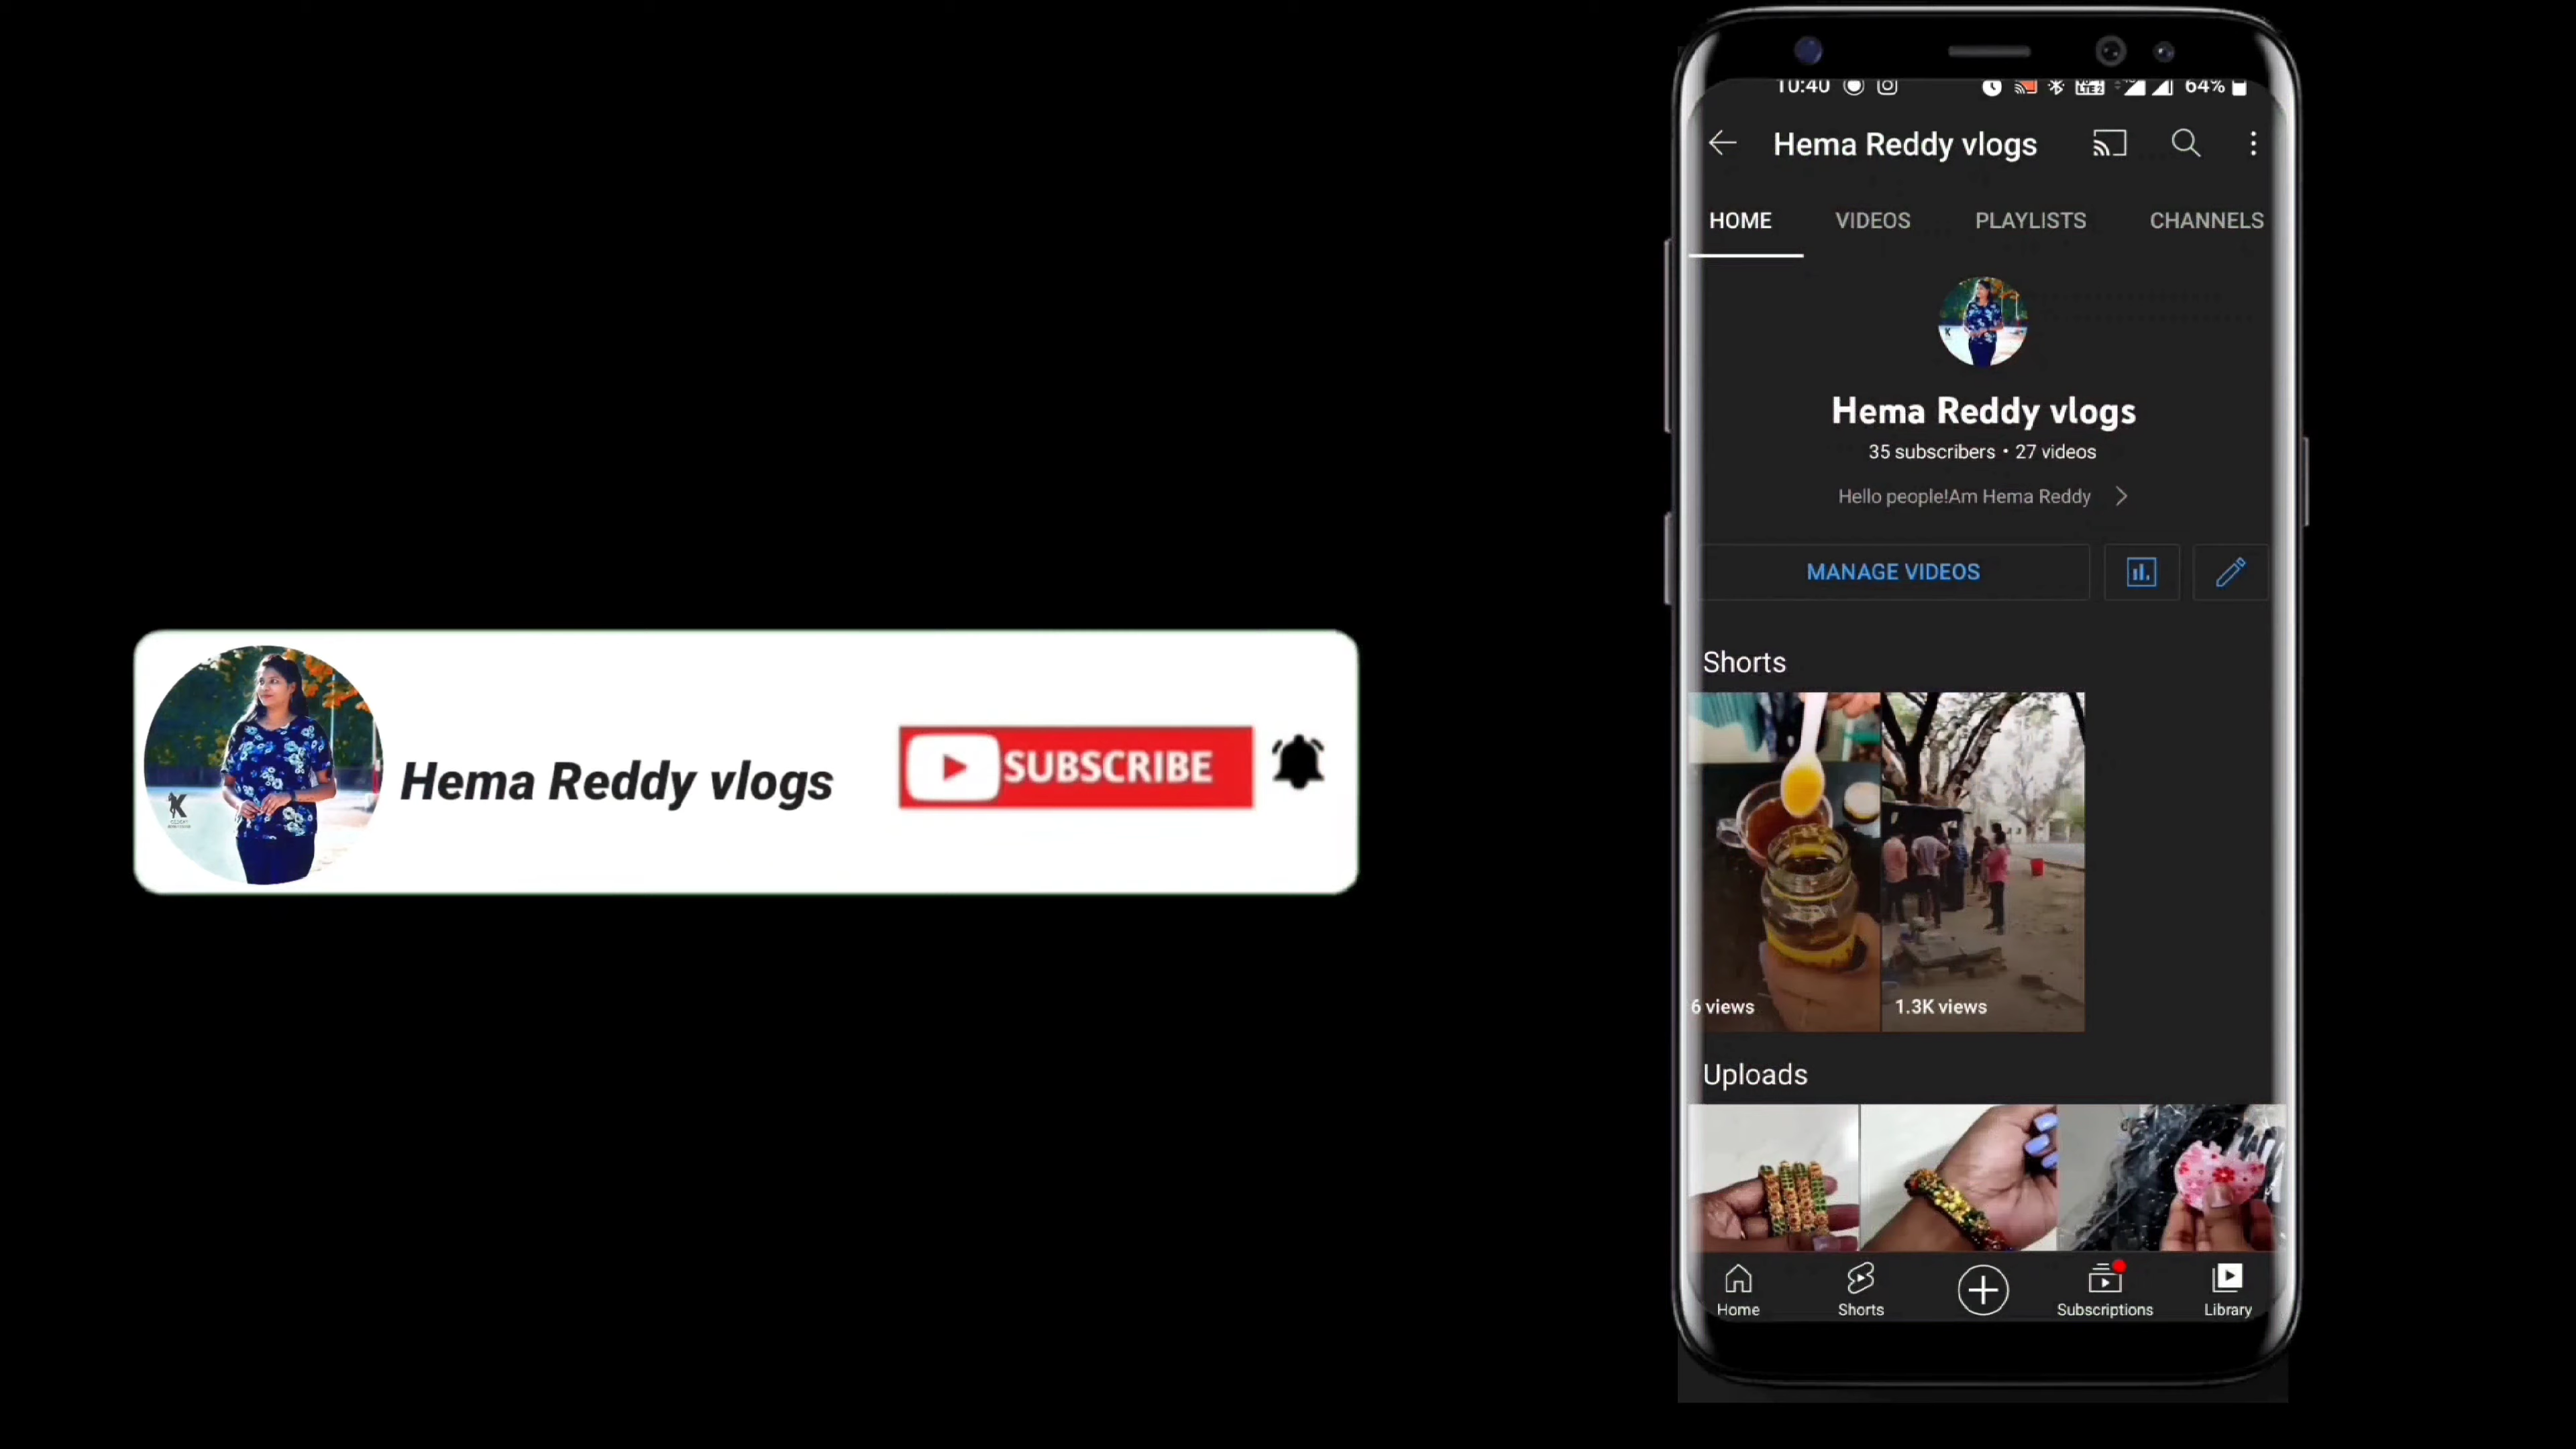 Hema Reddy vlogs
SUBSCRIBE
10:40
64%
Hema Reddy vlogs
HOME
VIDEOS
PLAYLISTS
CHANNELS
Hema Reddy vlogs
35 subscribers • 27 videos
Hello people!Am Hema Reddy
MANAGE VIDEOS
Shorts
6 views
1.3K views
Uploads
Home
Shorts
Subscriptions
Library